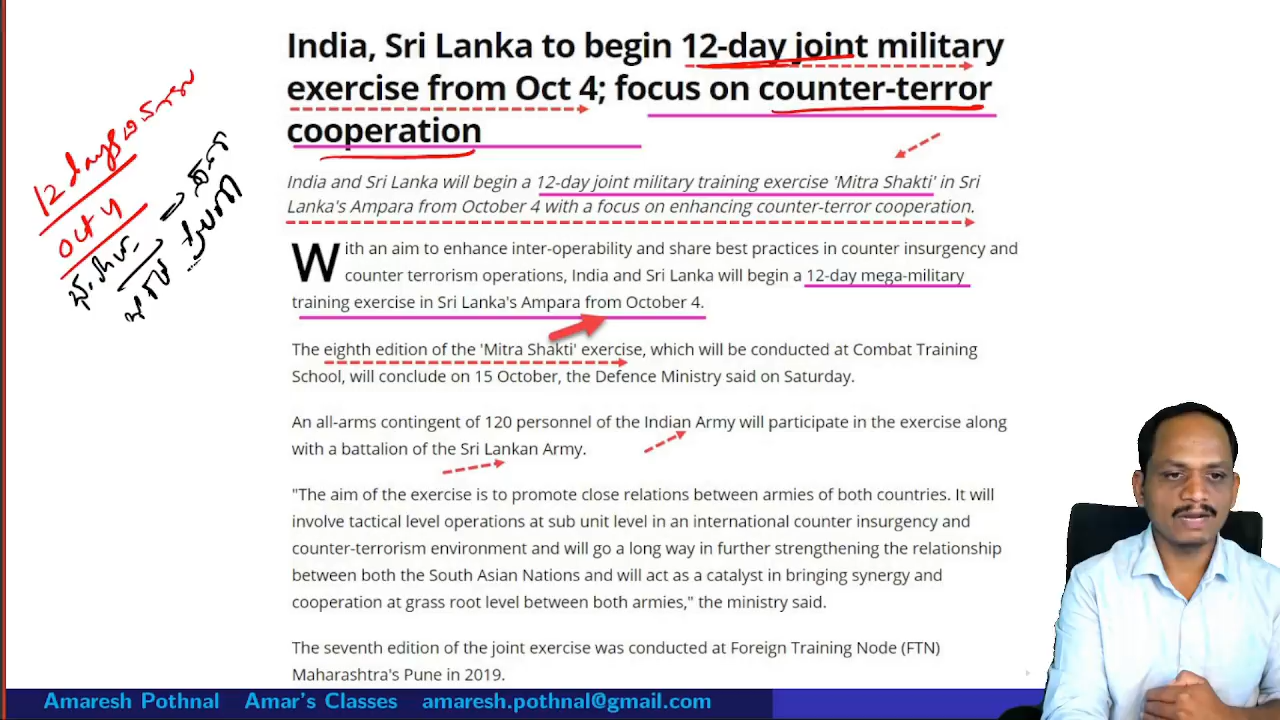 India, Sri Lanka to begin 12-day joint military
exercise from Oct 4; focus on counter-terror
cooperation
India and Sri Lanka will begin a 12-day joint military training exercise 'Mitra Shakti' in Sri
Lanka's Ampara from October 4 with a focus on enhancing counter-terror cooperation.
With an aim to enhance inter-operability and share best practices in counter insurgency and
counter terrorism operations, India and Sri Lanka will begin a 12-day mega-military
training exercise in Sri Lanka's Ampara from October 4.
The eighth edition of the 'Mitra Shakti' exercise, which will be conducted at Combat Training
School, will conclude on 15 October, the Defence Ministry said on Saturday.
An all-arms contingent of 120 personnel of the Indian Army will participate in the exercise along
with a battalion of the Sri Lankan Army.
"The aim of the exercise is to promote close relations between armies of both countries. It will
involve tactical level operations at sub unit level in an international counter insurgency and
counter-terrorism environment and will go a long way in further strengthening the relationship
between both the South Asian Nations and will act as a catalyst in bringing synergy and
cooperation at grass root level between both armies," the ministry said.
The seventh edition of the joint exercise was conducted at Foreign Training Node (FTN)
Maharashtra's Pune in 2019.
12 days
Oct 4
Amaresh Pothnal Amar's Classes amaresh.pothnal@gmail.com